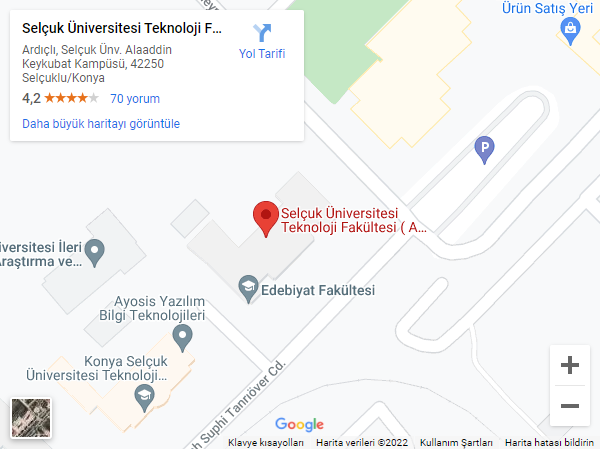 Selçuk Üniversitesi Teknoloji F...
Ardıçlı, Selçuk Ünv. Alaaddin
Keykubat Kampüsü, 42250
Selçuklu/Konya
4,2
70 yorum
Daha büyük haritayı görüntüle
Yol Tarifi
Ürün Satış Yeri
P
Selçuk Üniversitesi
Teknoloji Fakültesi ( A...
iversitesi İleri
Araştırma ve...
Edebiyat Fakültesi
Ayosis Yazılım
Bilgi Teknolojileri
Konya Selçuk
Üniversitesi Teknoloji...
h Suphi Tanrıöver Cd.
Google
Klavye kısayolları
Harita verileri ©2022
Kullanım Şartları
Harita hatası bildirin